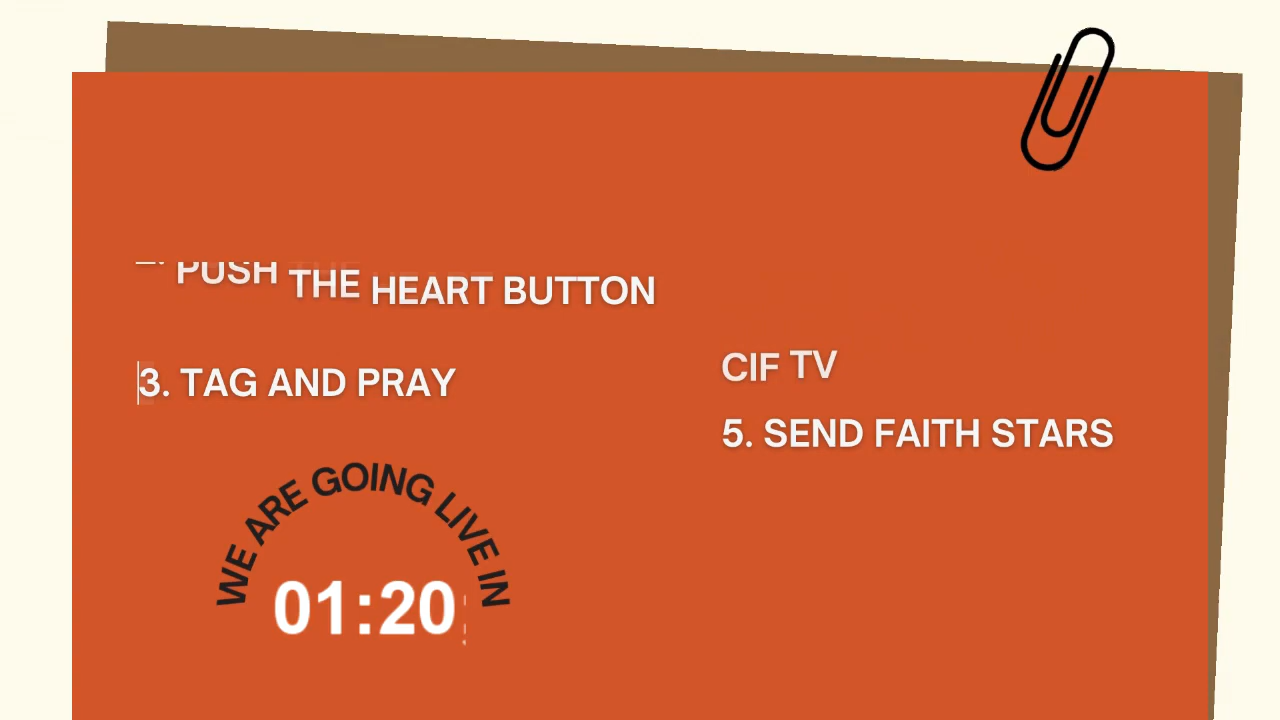 PUSH THE HEART BUTTON
3. TAG AND PRAY
CIF TV
5. SEND FAITH STARS
WE ARE GOING LIVE IN
01:20